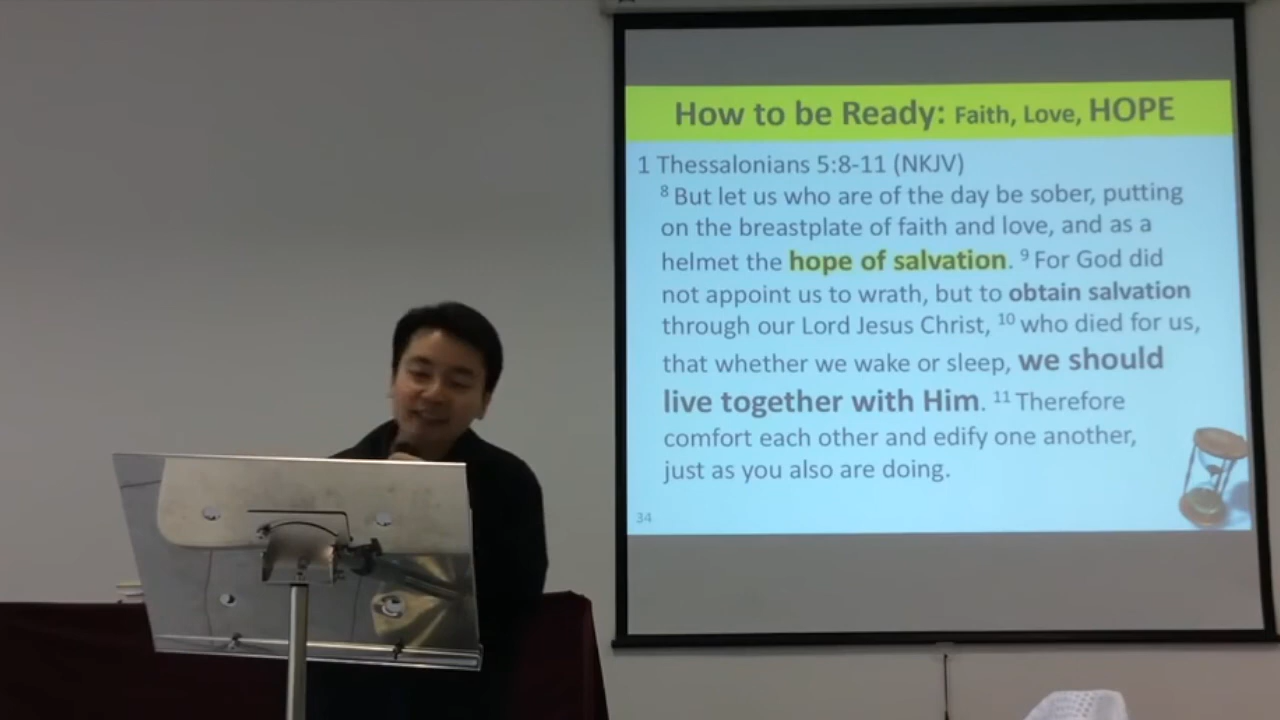 How to be Ready: Faith, Love, HOPE
1 Thessalonians 5:8-11 (NKJV)
8 But let us who are of the day be sober, putting
on the breastplate of faith and love, and as a
helmet the hope of salvation. 9 For God did
not appoint us to wrath, but to obtain salvation
through our Lord Jesus Christ, 10 who died for us,
that whether we wake or sleep, we should
live together with Him. 11 Therefore
comfort each other and edify one another,
just as you also are doing.
34